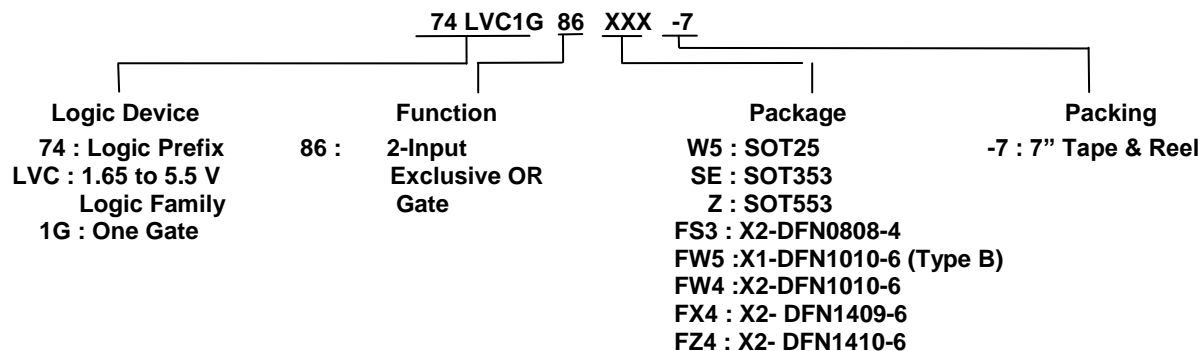 74 LVC1G 86 XXX -7
Logic Device Function Package Packing
74 : Logic Prefix 86 : 2-Input W5 : SOT25 -7 : 7” Tape & Reel
LVC : 1.65 to 5.5 V Exclusive OR SE : SOT353
Logic Family Gate Z : SOT553
1G : One Gate FS3 : X2-DFN0808-4
FW5 :X1-DFN1010-6 (Type B)
FW4 :X2-DFN1010-6
FX4 : X2- DFN1409-6
FZ4 : X2- DFN1410-6